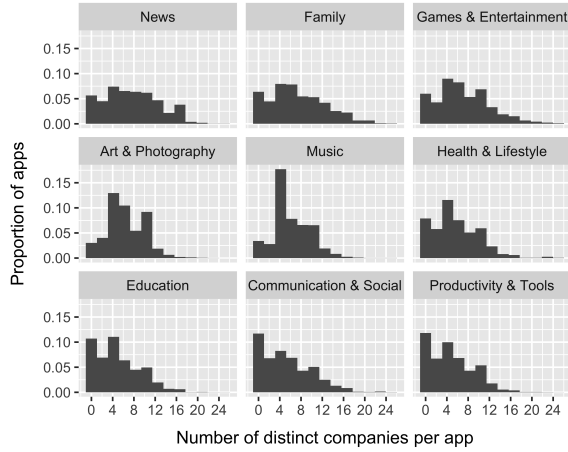 News Family Games & Entertainment
0.15
0.10
0.05
0.00
Art & Photography Music Health & Lifestyle
0.15
0.10
0.05
0.00
Education Communication & Social Productivity & Tools
0.15
0.10
0.05
0.00
0 4 8 12 16 20 24 0 4 8 12 16 20 24 0 4 8 12 16 20 24
Number of distinct companies per app
Proportion of apps